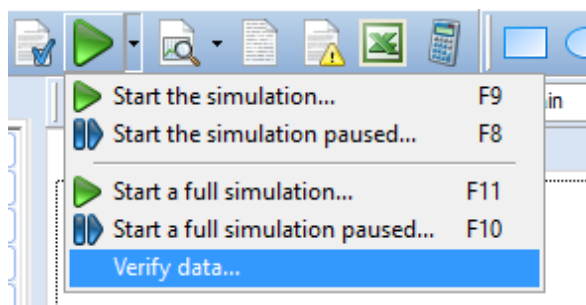 in
Start the simulation... F9
Start the simulation paused... F8
Start a full simulation... F11
Start a full simulation paused... F10
Verify data...